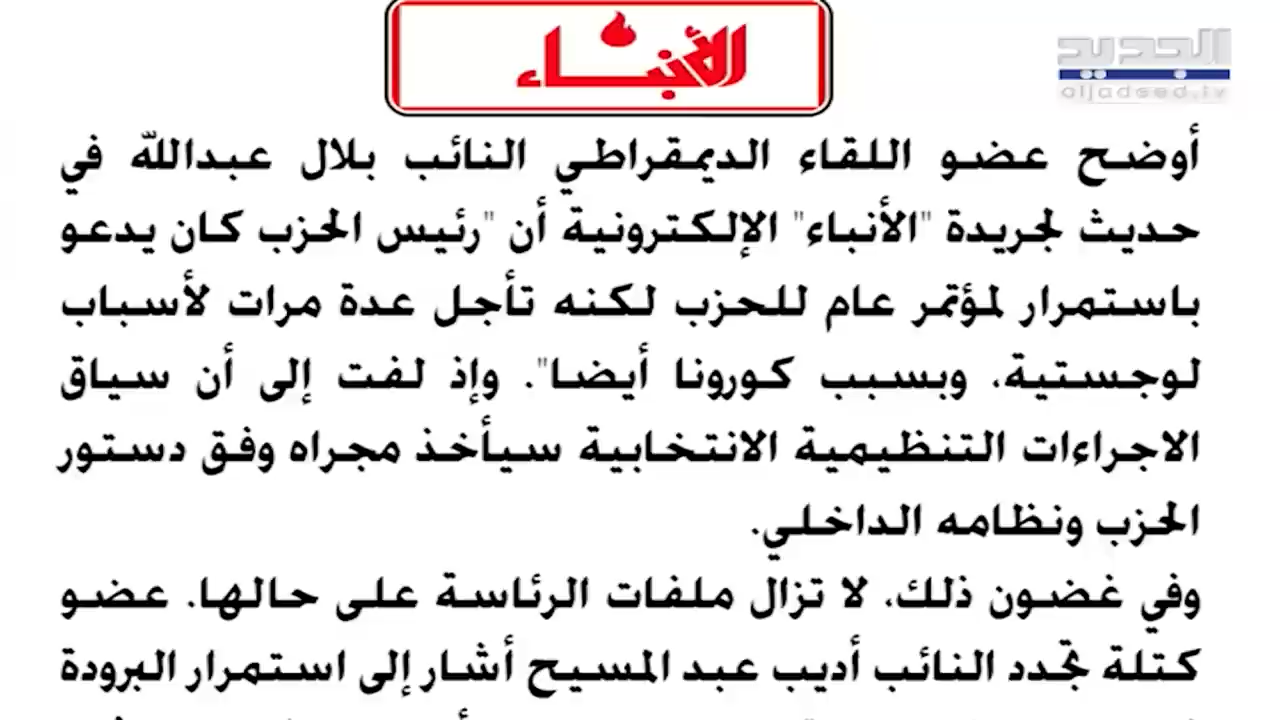 الأنباء
الجديد
aljadeed.tv
أوضح عضو اللقاء الديمقراطي النائب بلال عبدالله في
حديث لجريدة "الأنباء" الإلكترونية أن "رئيس الحزب كان يدعو
باستمرار لمؤتمر عام للحزب لكنه تأجل عدة مرات لأسباب
لوجستية، وبسبب كورونا أيضا". وإذ لفت إلى أن سياق
الاجراءات التنظيمية الانتخابية سيأخذ مجراه وفق دستور
الحزب ونظامه الداخلي.
وفي غضون ذلك، لا تزال ملفات الرئاسة على حالها. عضو
كتلة تجدد النائب أديب عبد المسيح أشار إلى استمرار البرودة